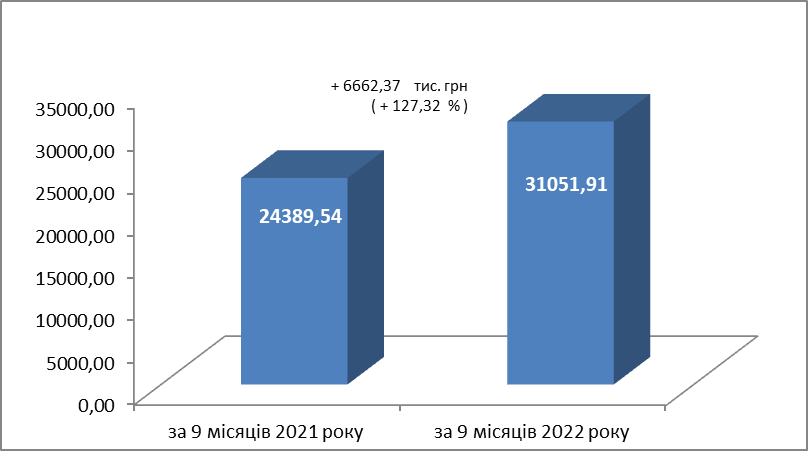 + 6662,37 тис. грн
( + 127,32 % )
35000,00
30000,00
25000,00
20000,00
15000,00
10000,00
5000,00
0,00
24389,54
31051,91
за 9 місяців 2021 року
за 9 місяців 2022 року